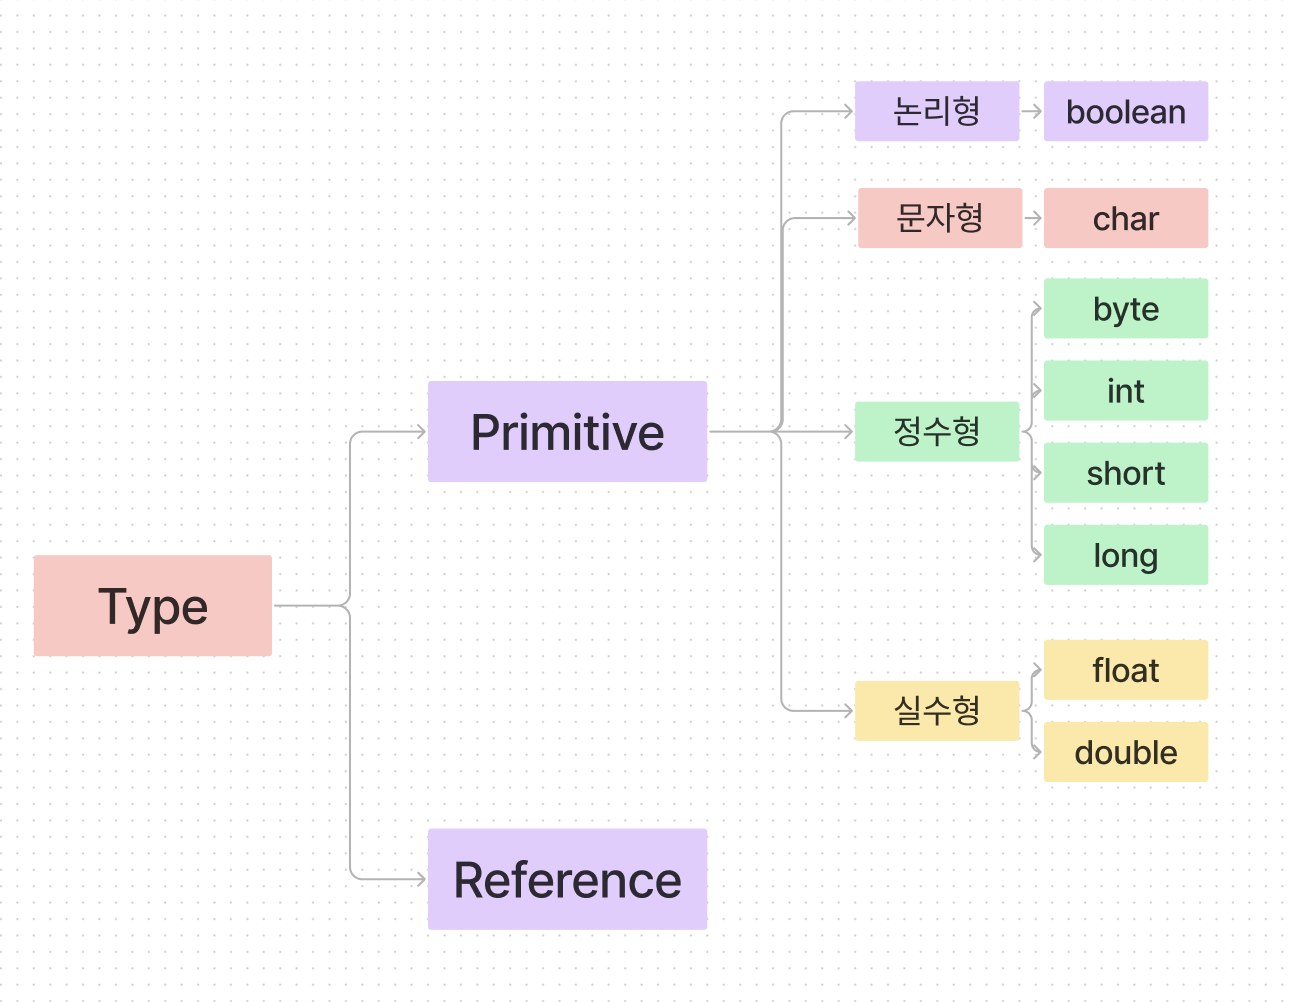 논리형
boolean
문자형
char
byte
int
Primitive
정수형
short
long
Type
float
실수형
double
Reference